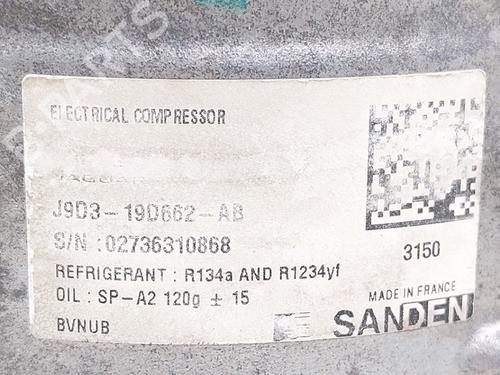 ELECTRICAL COMPRESSOR
JAGUAR
J9D3-19D662-AB
S/N :02736310868
3150
REFRIGERANT : R134a AND R1234yf
OIL : SP-A2 120g ± 15
MADE IN FRANCE
BVNUB
SANDEN